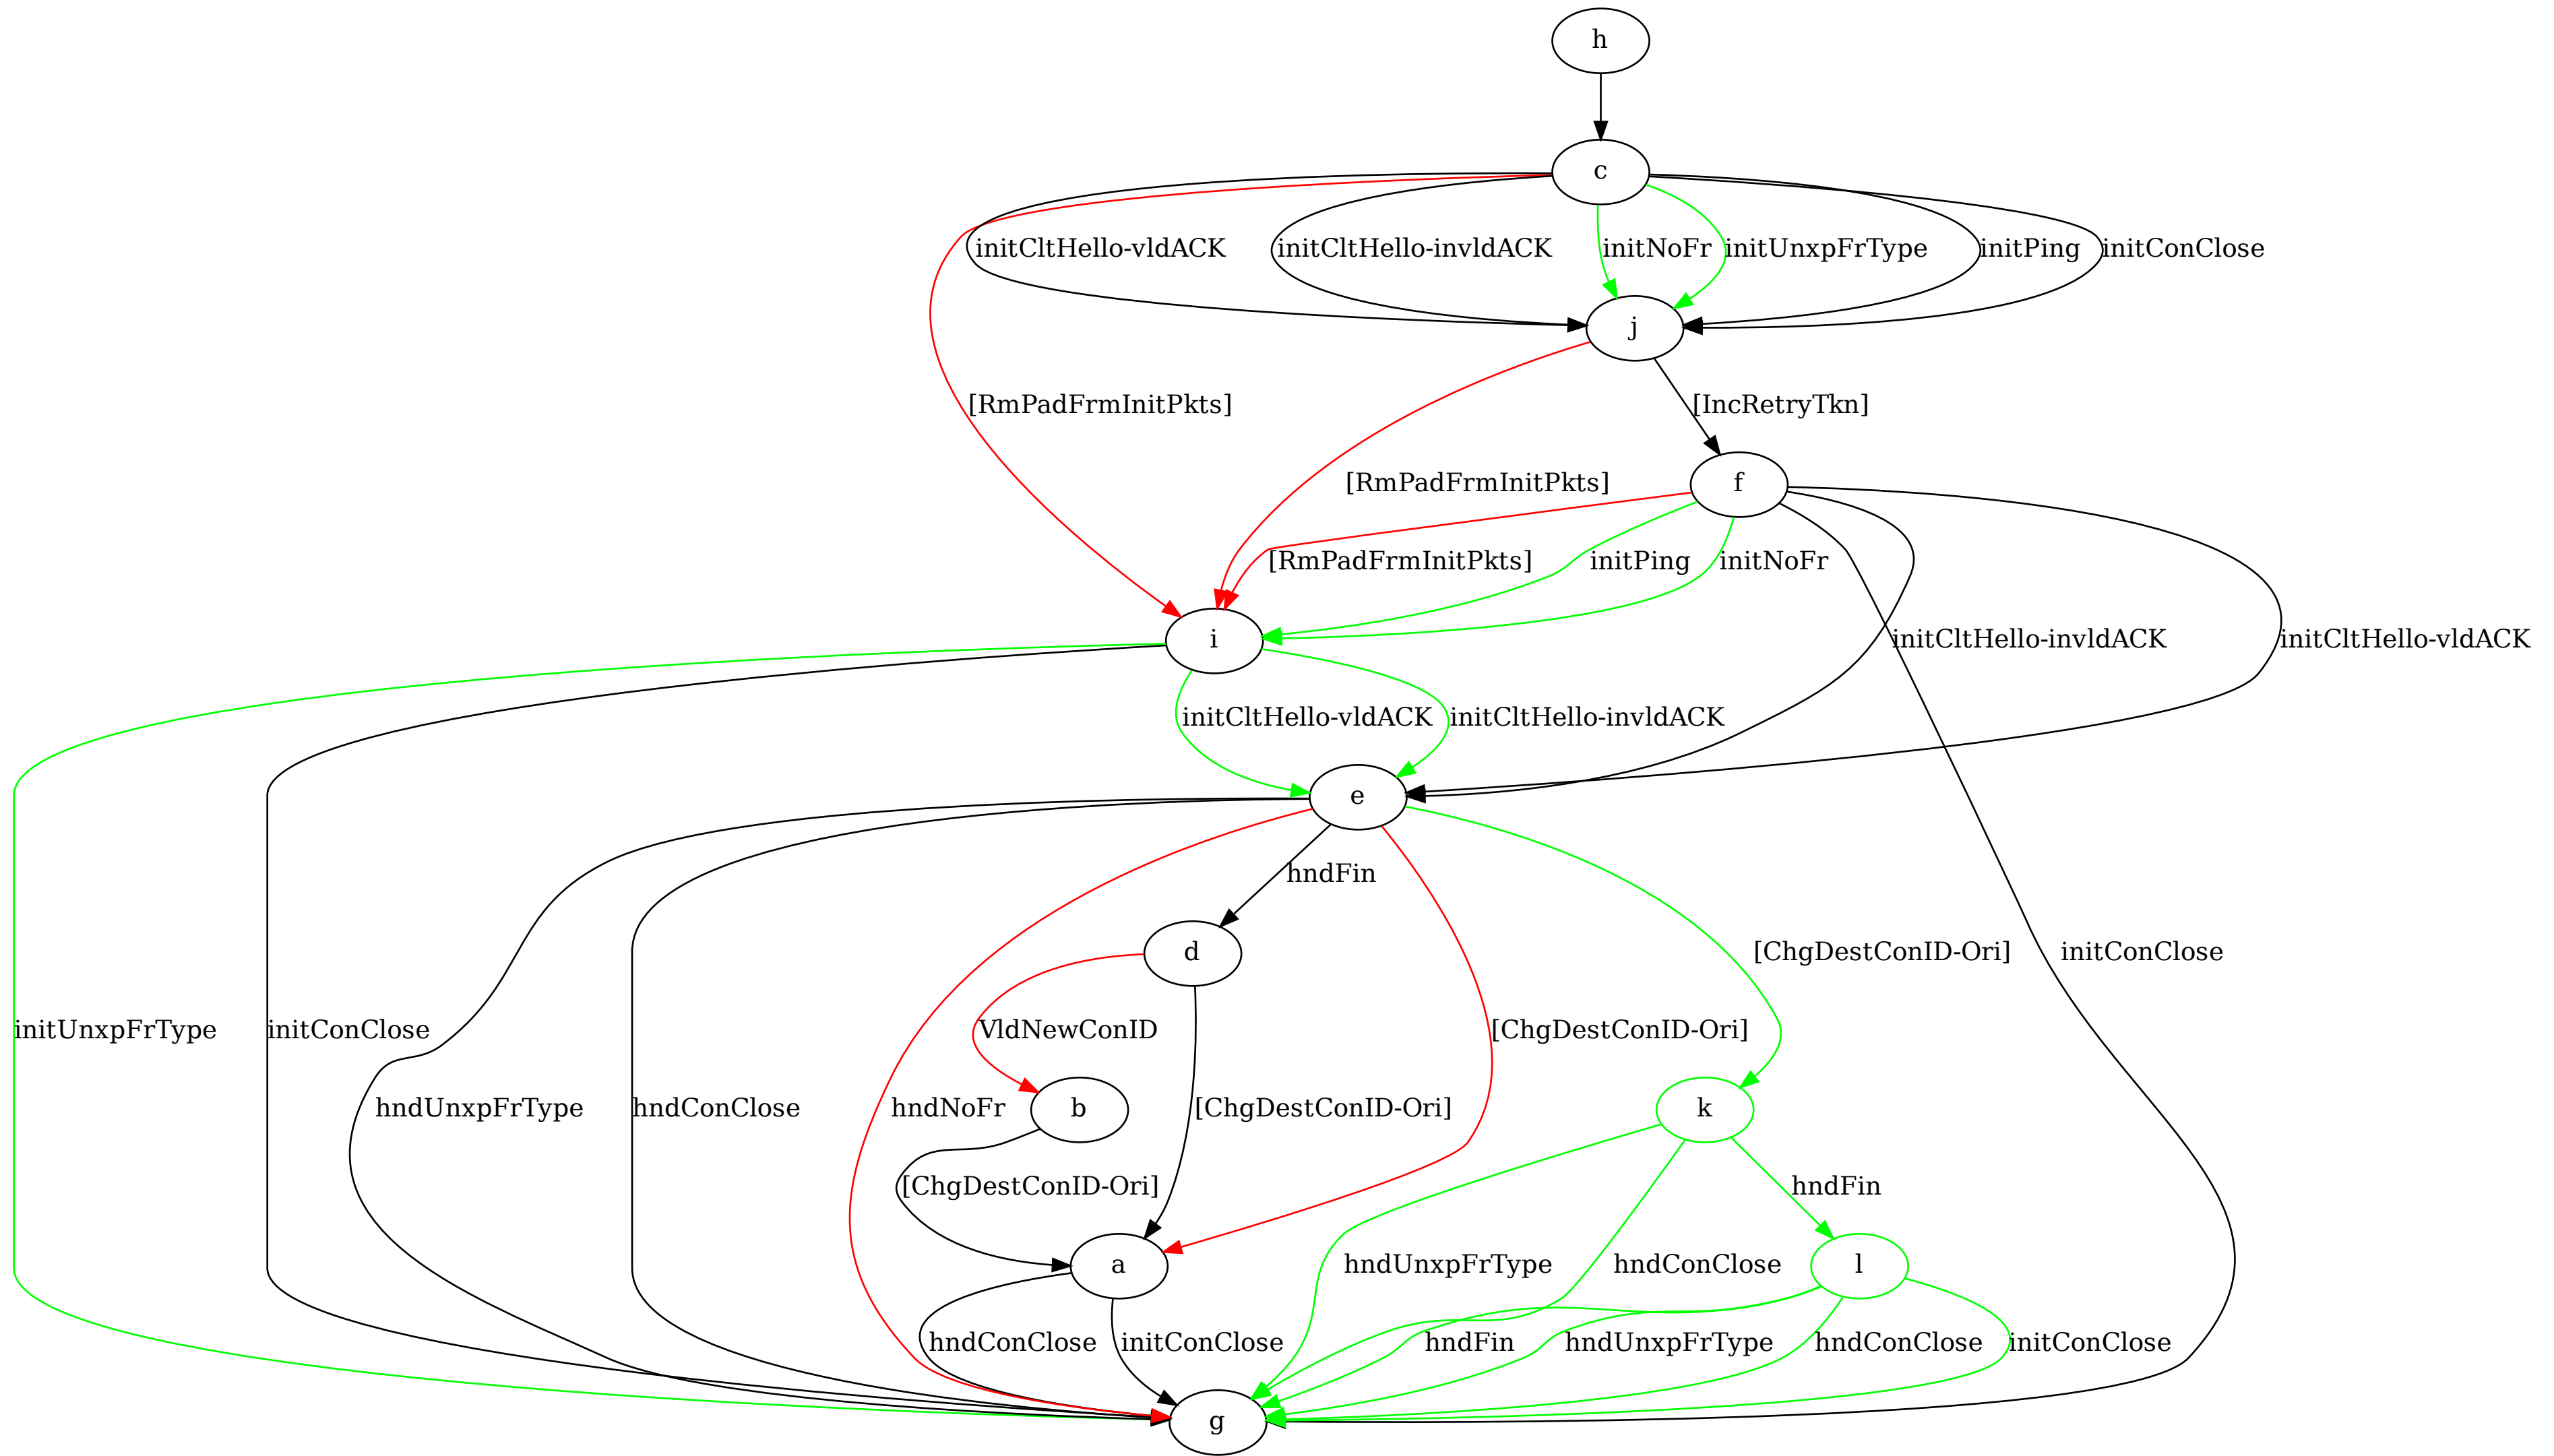 h
c
initCltHello-vldACK
initCltHello-invldACK
initNoFr
initUnxpFrType
initPing
initConClose
j
[RmPadFrmInitPkts]
[IncRetryTkn]
[RmPadFrmInitPkts]
f
[RmPadFrmInitPkts]
initPing
initNoFr
i
initCltHello-invldACK
initCltHello-vldACK
initCltHello-vldACK
initCltHello-invldACK
e
hndFin
d
[ChgDestConID-Ori]
initConClose
initUnxpFrType
initConClose
VldNewConID
[ChgDestConID-Ori]
hndUnxpFrType
hndConClose
hndNoFr
b
[ChgDestConID-Ori]
k
[ChgDestConID-Ori]
hndFin
a
hndUnxpFrType
hndConClose
l
hndConClose
initConClose
hndFin
hndUnxpFrType
hndConClose
initConClose
g